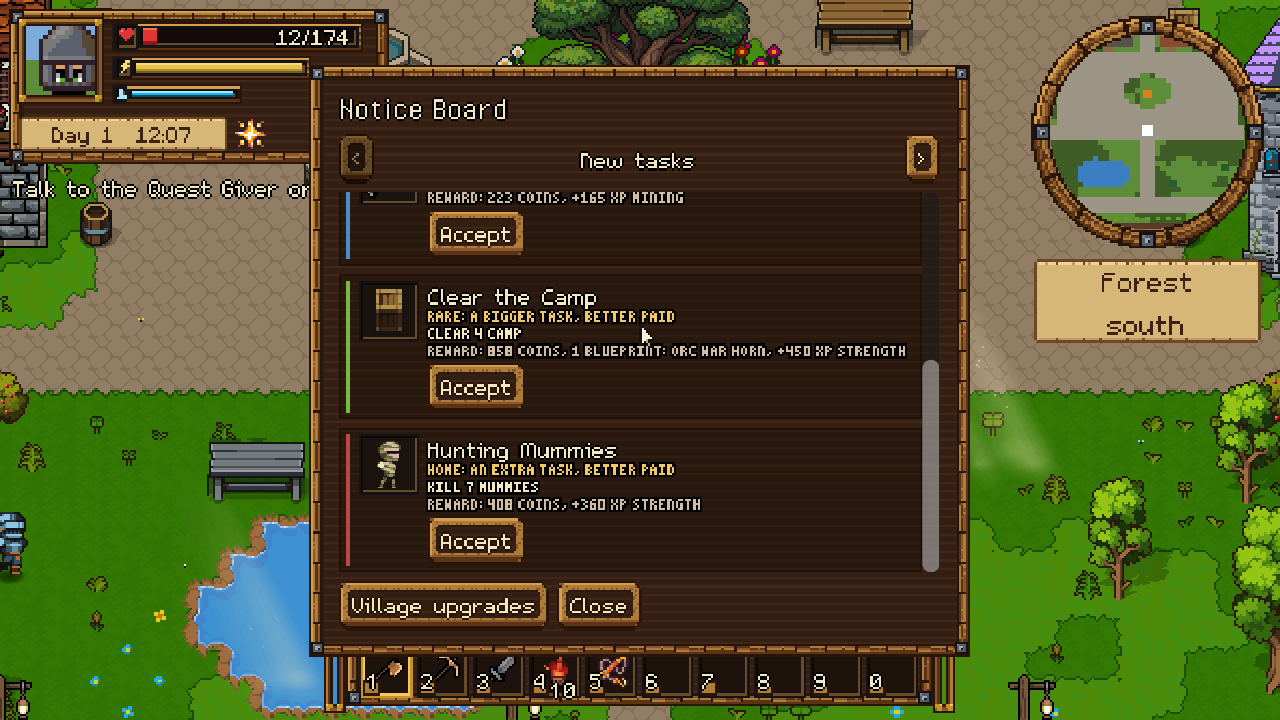 12/174
Day 1 12:07
Talk to the Quest Giver or
Notice Board
<
New tasks
>
REWARD: 223 COINS, +165 XP MINING
Accept
Clear the Camp
RARE: A BIGGER TASK, BETTER PAID
CLEAR 4 CAMP
REWARD: 850 COINS, 1 BLUEPRINT: ORC WAR HORN, +450 XP STRENGTH
Accept
Hunting Mummies
HOME: AN EXTRA TASK, BETTER PAID
KILL 7 MUMMIES
REWARD: 408 COINS, +360 XP STRENGTH
Accept
Village upgrades
Close
Forest
south
1 2 3 4 10 5 6 7 8 9 0